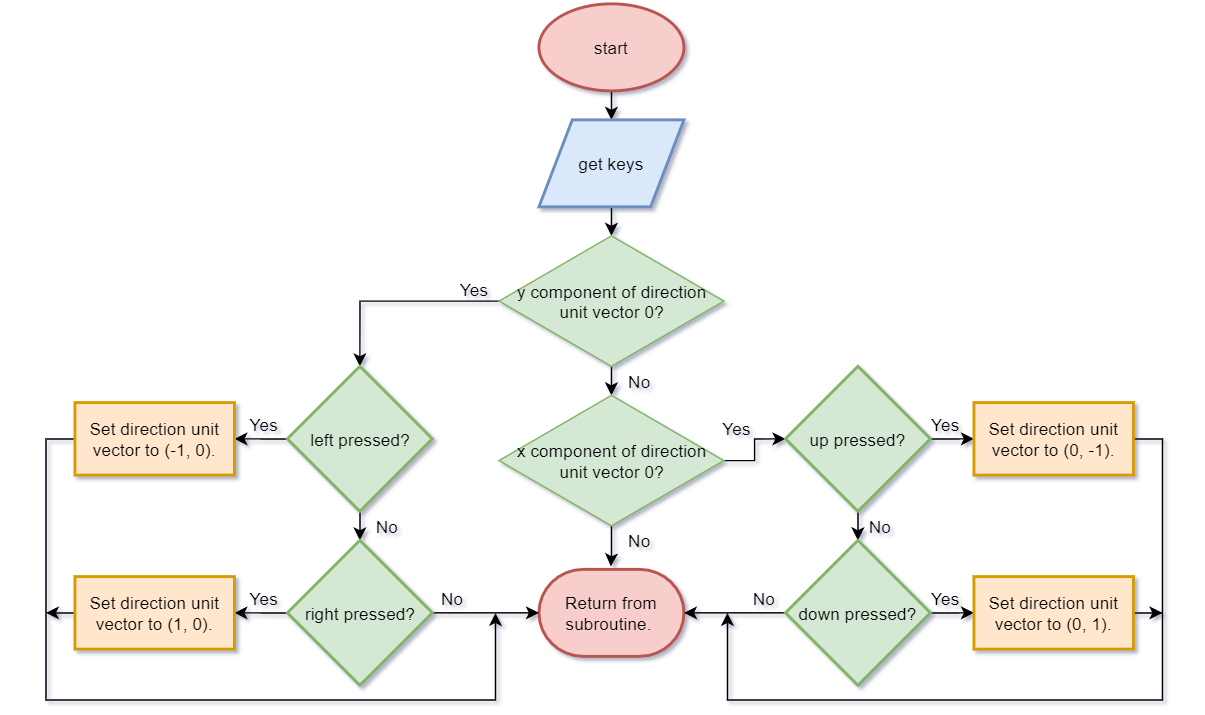 start
get keys
Yes
y component of direction
unit vector 0?
No
Set direction unit
vector to (-1, 0).
Yes
left pressed?
No
x component of direction
unit vector 0?
Yes
No
up pressed?
Yes
Set direction unit
vector to (0, -1).
No
Set direction unit
vector to (1, 0).
Yes
right pressed?
No
Return from
subroutine.
No
down pressed?
Yes
Set direction unit
vector to (0, 1).